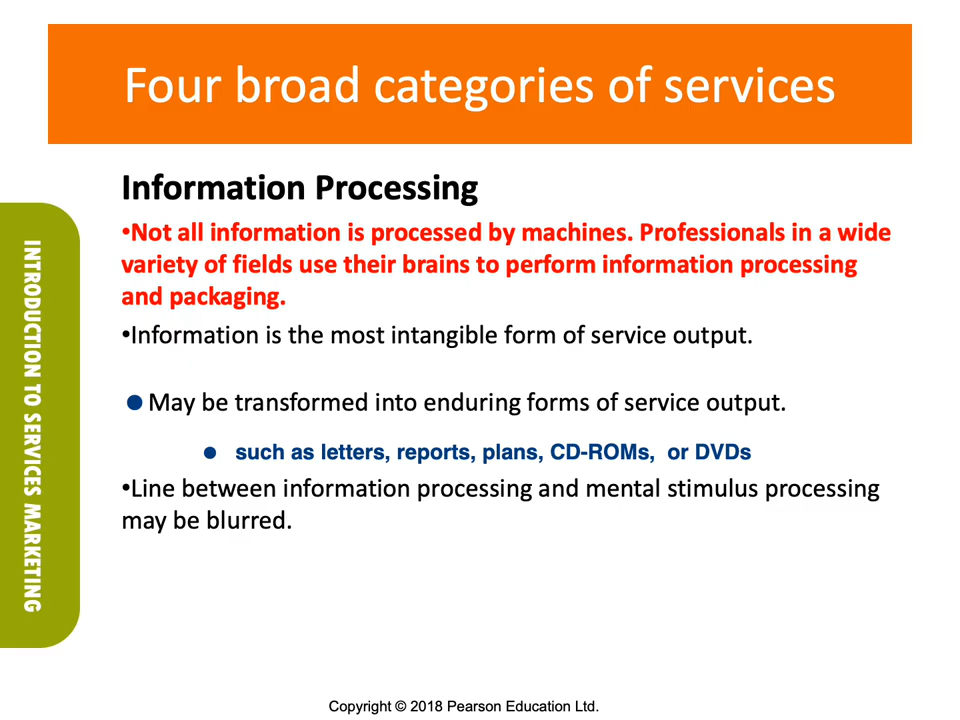 Four broad categories of services
Information Processing
•Not all information is processed by machines. Professionals in a wide
variety of fields use their brains to perform information processing
and packaging.
•Information is the most intangible form of service output.
● May be transformed into enduring forms of service output.
● such as letters, reports, plans, CD-ROMs, or DVDs
•Line between information processing and mental stimulus processing
may be blurred.
INTRODUCTION TO SERVICES MARKETING
Copyright © 2018 Pearson Education Ltd.